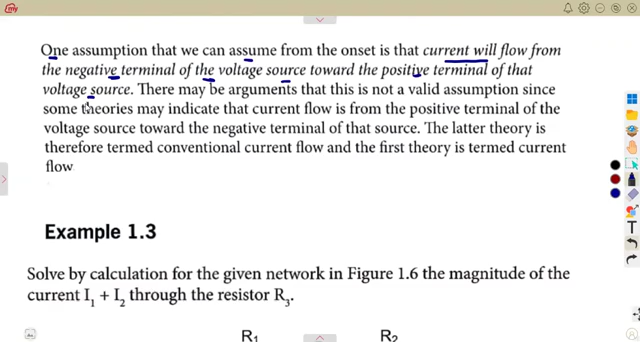 my
One assumption that we can assume from the onset is that current will flow from
the negative terminal of the voltage source toward the positive terminal of that
voltage source. There may be arguments that this is not a valid assumption since
some theories may indicate that current flow is from the positive terminal of the
voltage source toward the negative terminal of that source. The latter theory is
therefore termed conventional current flow and the first theory is termed current
flow
Example 1.3
Solve by calculation for the given network in Figure 1.6 the magnitude of the
current I₁ + I₂ through the resistor R₃.
R₁ R₂
T